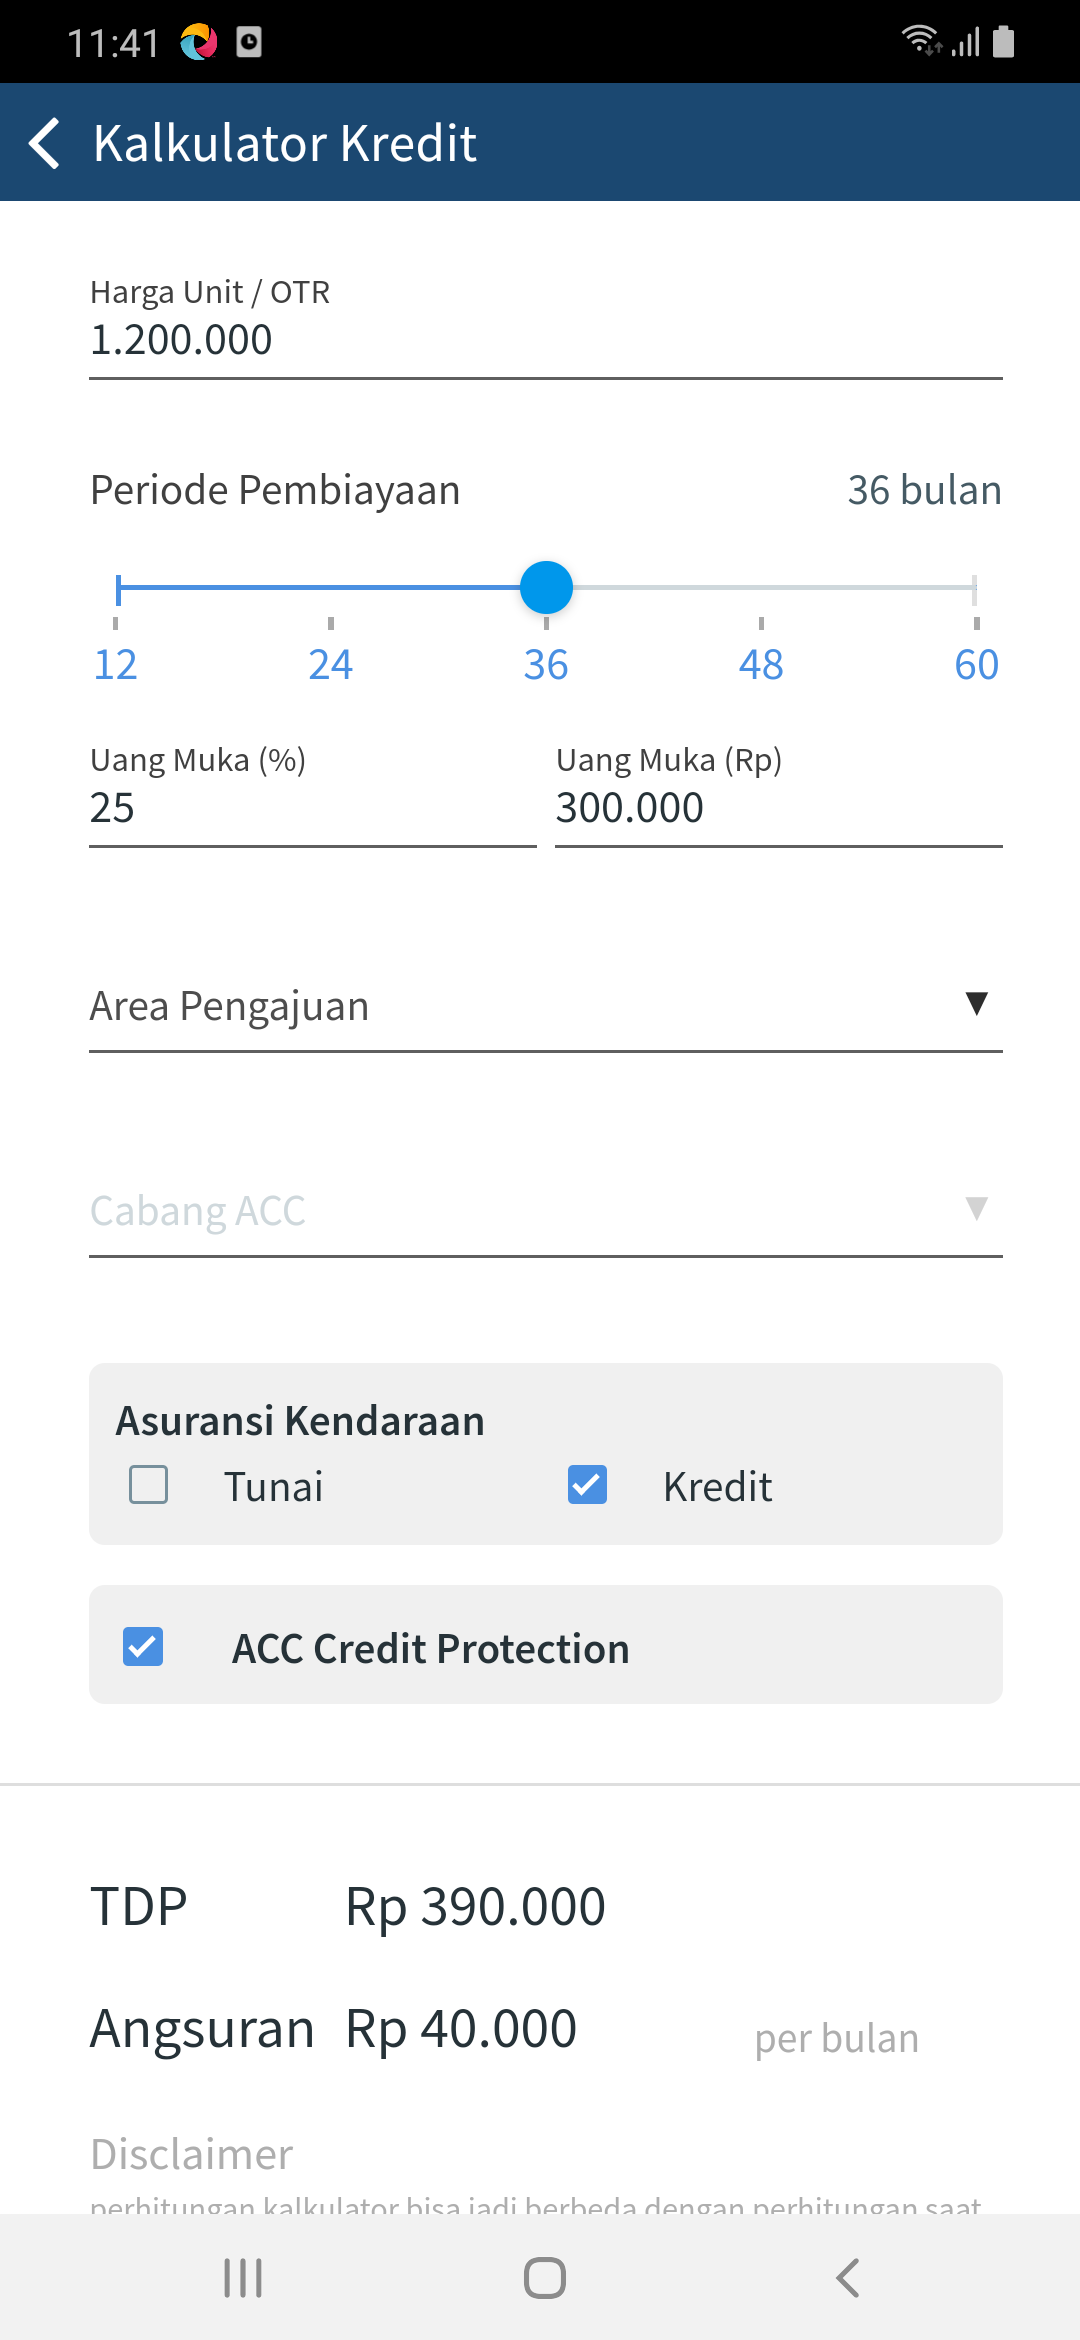 11:41
Kalkulator Kredit
Harga Unit / OTR
1.200.000
Periode Pembiayaan 36 bulan
12 24 36 48 60
Uang Muka (%) Uang Muka (Rp)
25 300.000
Area Pengajuan
Cabang ACC
Asuransi Kendaraan
Tunai Kredit
ACC Credit Protection
TDP Rp 390.000
Angsuran Rp 40.000 per bulan
Disclaimer
perhitungan kalkulator bisa jadi berbeda dengan perhitungan saat